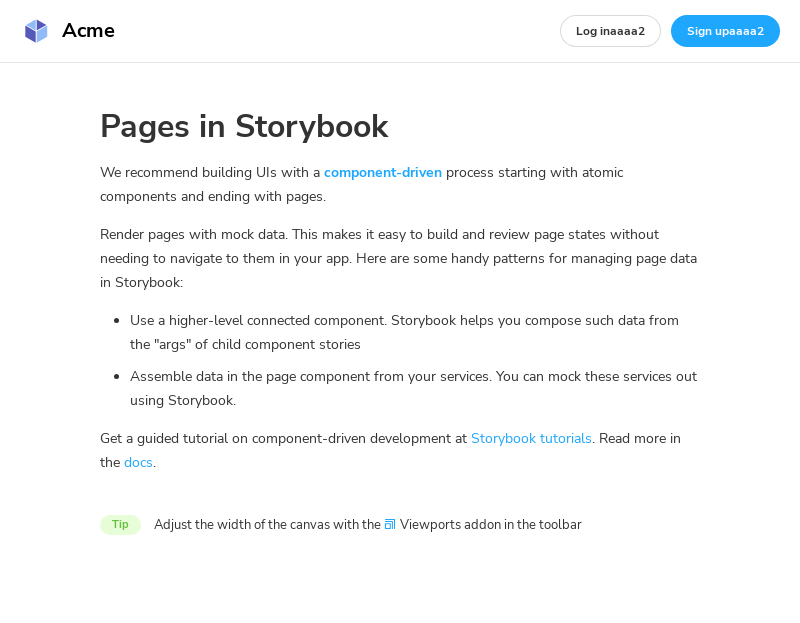 Acme
Log inaaaa2
Sign upaaaa2
Pages in Storybook
We recommend building UIs with a component-driven process starting with atomic
components and ending with pages.
Render pages with mock data. This makes it easy to build and review page states without
needing to navigate to them in your app. Here are some handy patterns for managing page data
in Storybook:
Use a higher-level connected component. Storybook helps you compose such data from
the "args" of child component stories
Assemble data in the page component from your services. You can mock these services out
using Storybook.
Get a guided tutorial on component-driven development at Storybook tutorials. Read more in
the docs.
Tip Adjust the width of the canvas with the Viewports addon in the toolbar